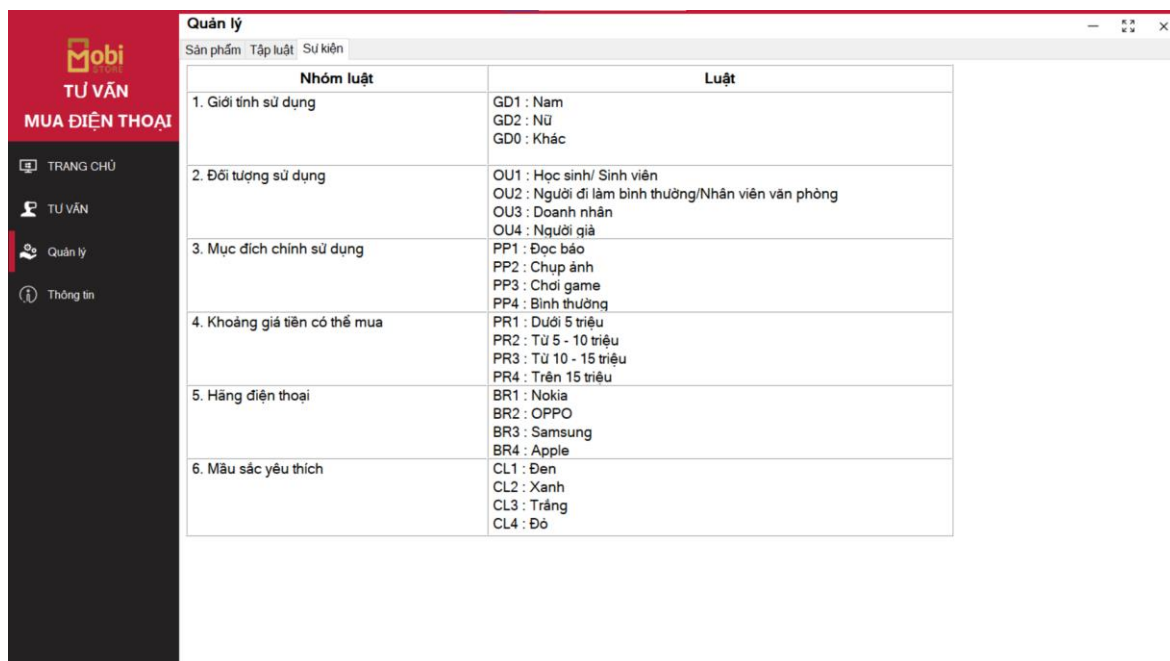 Quản lý
Mobi
STORE
TƯ VẤN
MUA ĐIỆN THOẠI
TRANG CHỦ
TƯ VẤN
Quản lý
Thông tin
Sản phẩm Tập luật Sự kiện
Nhóm luật Luật
1. Giới tính sử dụng
GD1 : Nam
GD2 : Nữ
GD0 : Khác
2. Đối tượng sử dụng
OU1 : Học sinh/ Sinh viên
OU2 : Người đi làm bình thường/Nhân viên văn phòng
OU3 : Doanh nhân
OU4 : Người già
3. Mục đích chính sử dụng
PP1 : Đọc báo
PP2 : Chụp ảnh
PP3 : Chơi game
PP4 : Bình thường
4. Khoảng giá tiền có thể mua
PR1 : Dưới 5 triệu
PR2 : Từ 5 - 10 triệu
PR3 : Từ 10 - 15 triệu
PR4 : Trên 15 triệu
5. Hãng điện thoại
BR1 : Nokia
BR2 : OPPO
BR3 : Samsung
BR4 : Apple
6. Mầu sắc yêu thích
CL1 : Đen
CL2 : Xanh
CL3 : Trắng
CL4 : Đỏ